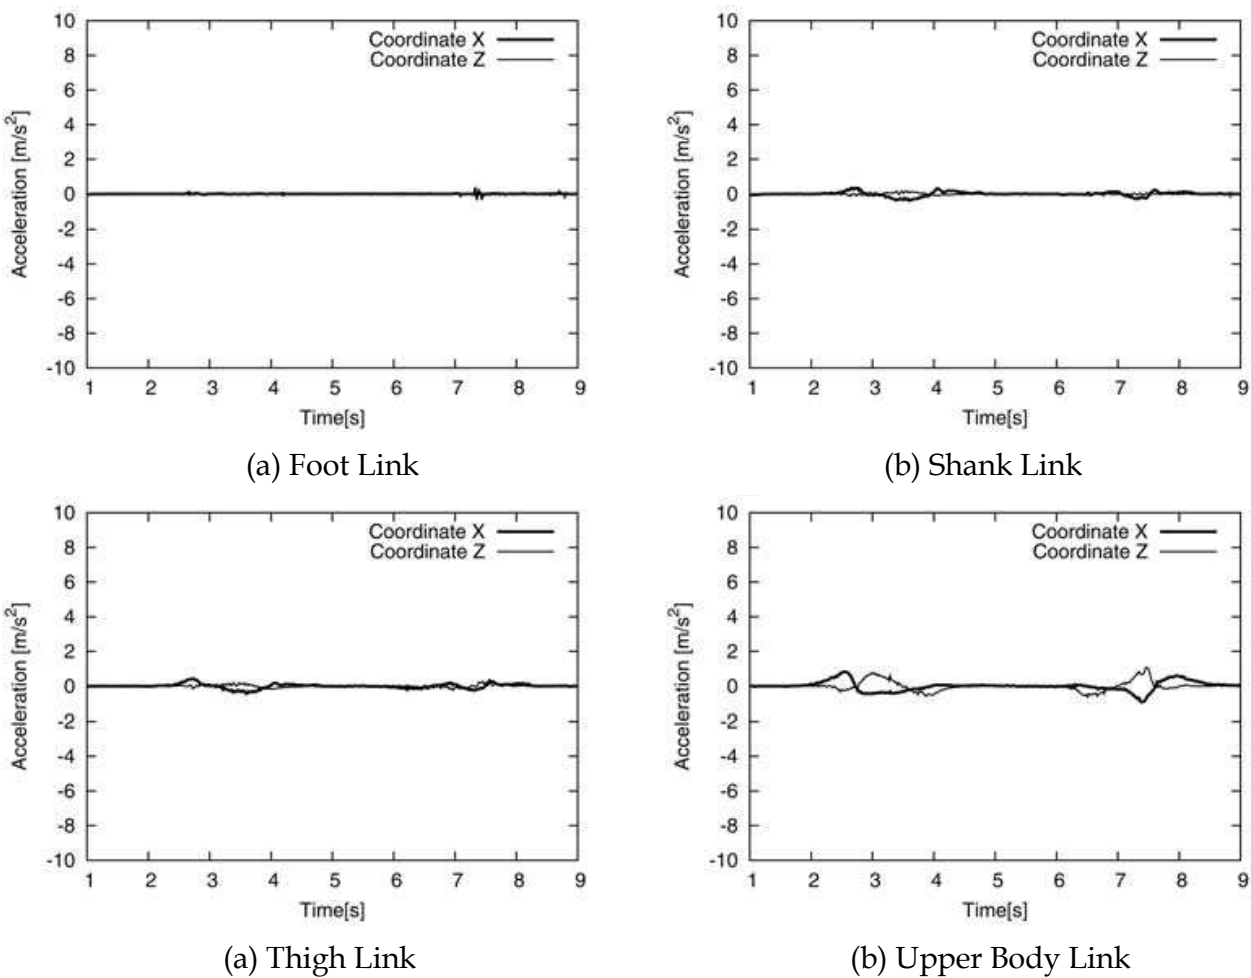 10
8
6
4
2
0
-2
-4
-6
-8
-10
Acceleration [m/s²]
Coordinate X
Coordinate Z
1 2 3 4 5 6 7 8 9
Time[s]
(a) Foot Link
10
8
6
4
2
0
-2
-4
-6
-8
-10
Acceleration [m/s²]
Coordinate X
Coordinate Z
1 2 3 4 5 6 7 8 9
Time[s]
(b) Shank Link
10
8
6
4
2
0
-2
-4
-6
-8
-10
Acceleration [m/s²]
Coordinate X
Coordinate Z
1 2 3 4 5 6 7 8 9
Time[s]
(a) Thigh Link
10
8
6
4
2
0
-2
-4
-6
-8
-10
Acceleration [m/s²]
Coordinate X
Coordinate Z
1 2 3 4 5 6 7 8 9
Time[s]
(b) Upper Body Link